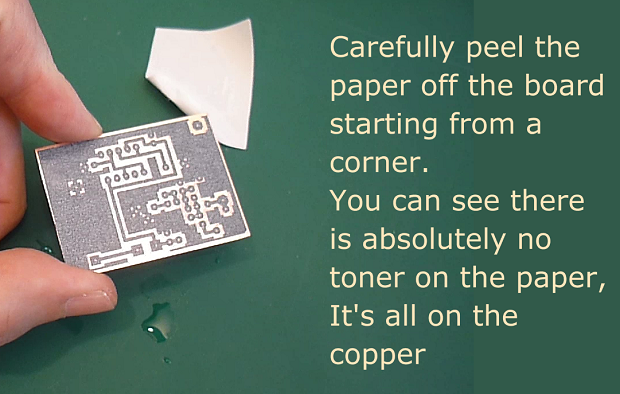 Carefully peel the
paper off the board
starting from a
corner.
You can see there
is absolutely no
toner on the paper,
It's all on the
copper